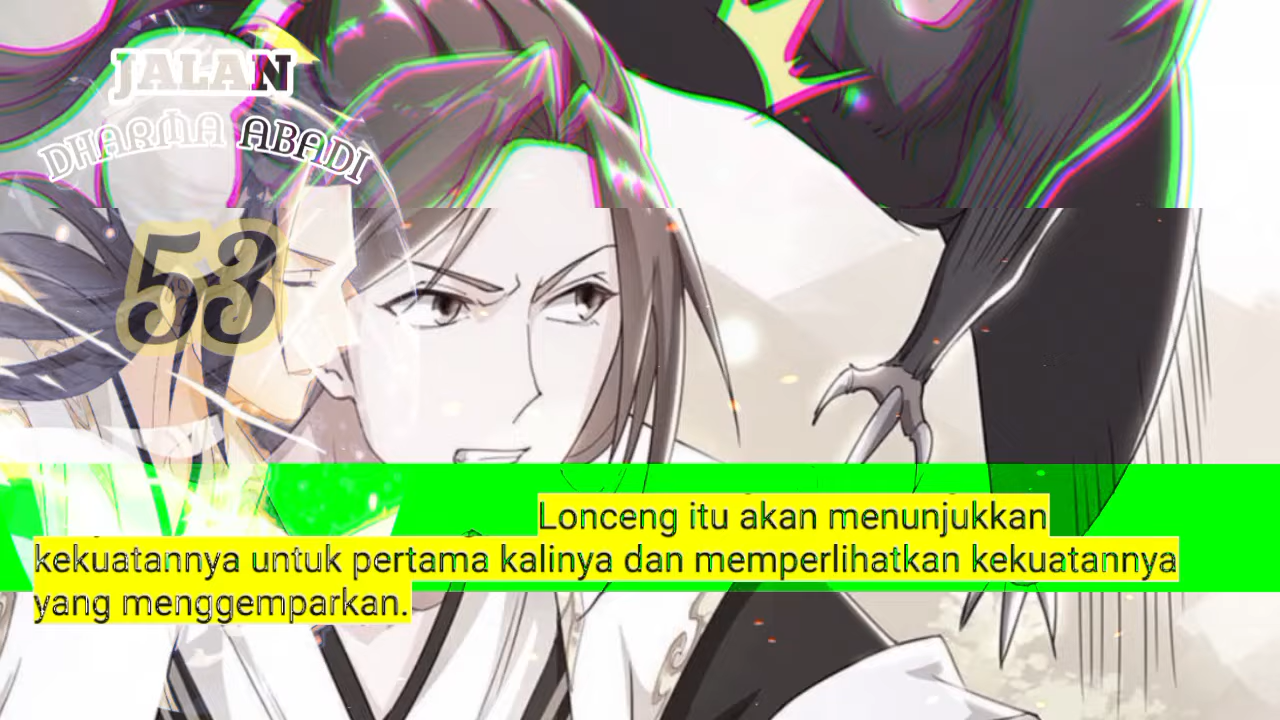 JALAN
DHARMA ABADI
53
Lonceng itu akan menunjukkan
kekuatannya untuk pertama kalinya dan memperlihatkan kekuatannya
yang menggemparkan.